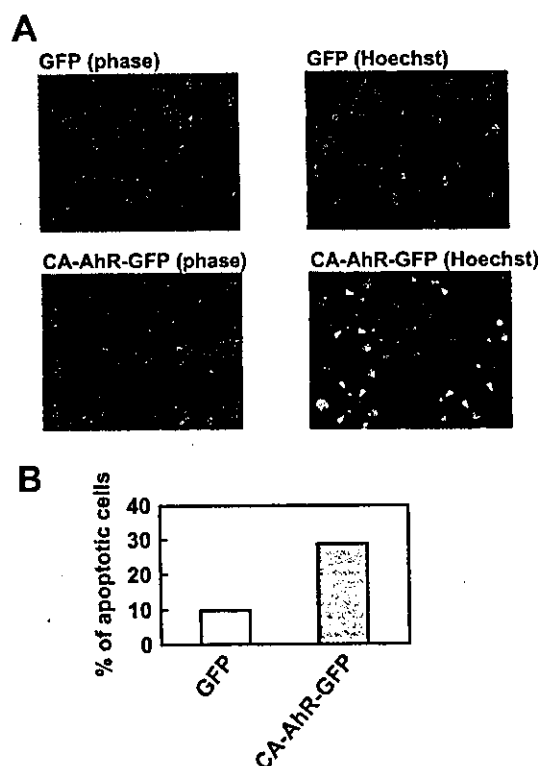 A
GFP (phase)
GFP (Hoechst)
CA-AhR-GFP (phase)
CA-AhR-GFP (Hoechst)
B
% of apoptotic cells
40
30
20
10
0
GFP
CA-AhR-GFP